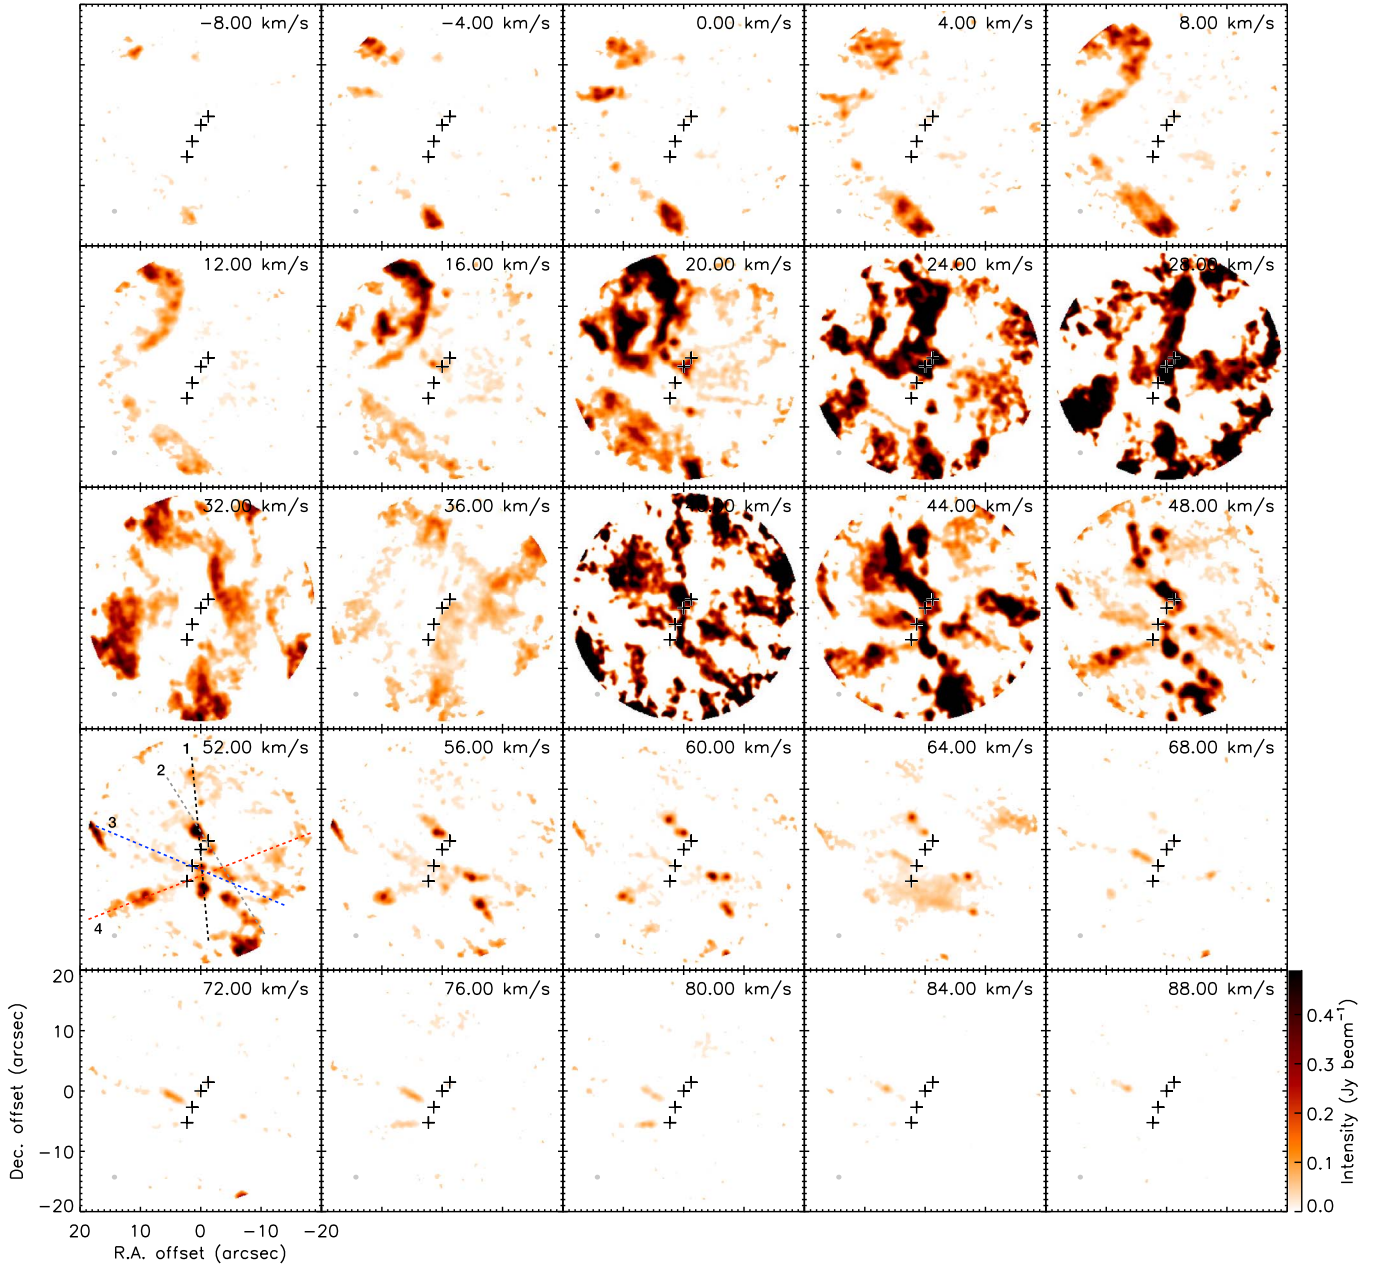 -8.00 km/s
-4.00 km/s
0.00 km/s
4.00 km/s
8.00 km/s
12.00 km/s
16.00 km/s
20.00 km/s
24.00 km/s
28.00 km/s
32.00 km/s
36.00 km/s
44.00 km/s
48.00 km/s
1
52.00 km/s
2
3
4
56.00 km/s
60.00 km/s
64.00 km/s
68.00 km/s
72.00 km/s
76.00 km/s
80.00 km/s
84.00 km/s
88.00 km/s
20
10
0
-10
-20
Dec. offset (arcsec)
20 10 0 -10 -20
R.A. offset (arcsec)
0.4
0.3
0.2
0.1
0.0
Intensity (Jy beam⁻¹)